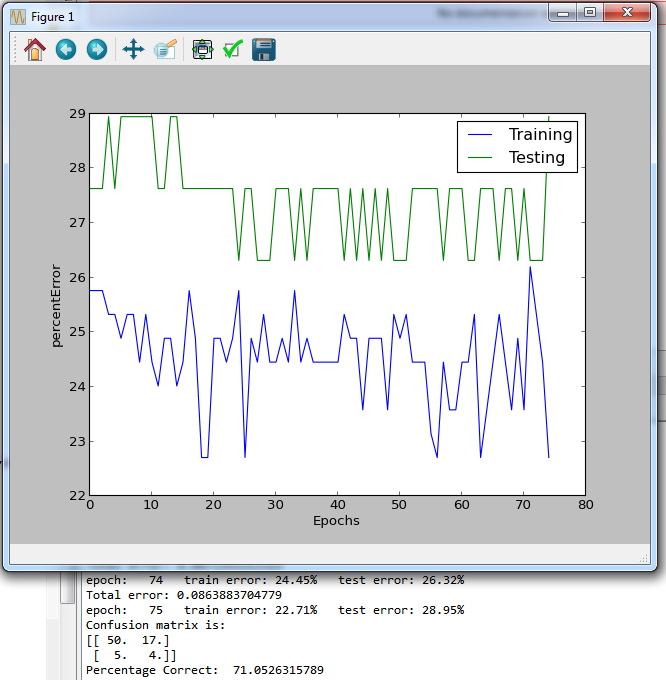 Figure 1
29
28
27
26
25
24
23
22
percentError
Training
Testing
0 10 20 30 40 50 60 70 80
Epochs
epoch: 74 train error: 24.45% test error: 26.32%
Total error: 0.0863883704779
epoch: 75 train error: 22.71% test error: 28.95%
Confusion matrix is:
[[ 50. 17.]
[ 5. 4.]]
Percentage Correct: 71.0526315789